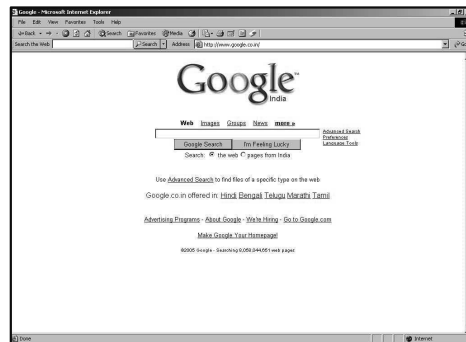 Google - Microsoft Internet Explorer
File Edit View Favorites Tools Help
Back Search Favorites Media
Search the Web Search Address http://www.google.co.in/ Go
Google™
India
Web Images Groups News more »
Advanced Search
Preferences
Language Tools
Google Search I'm Feeling Lucky
Search: the web pages from India
Use Advanced Search to find files of a specific type on the web
Google.co.in offered in: Hindi Bengali Telugu Marathi Tamil
Advertising Programs - About Google - We're Hiring - Go to Google.com
Make Google Your Homepage!
©2005 Google - Searching 8,058,044,651 web pages
Done Internet